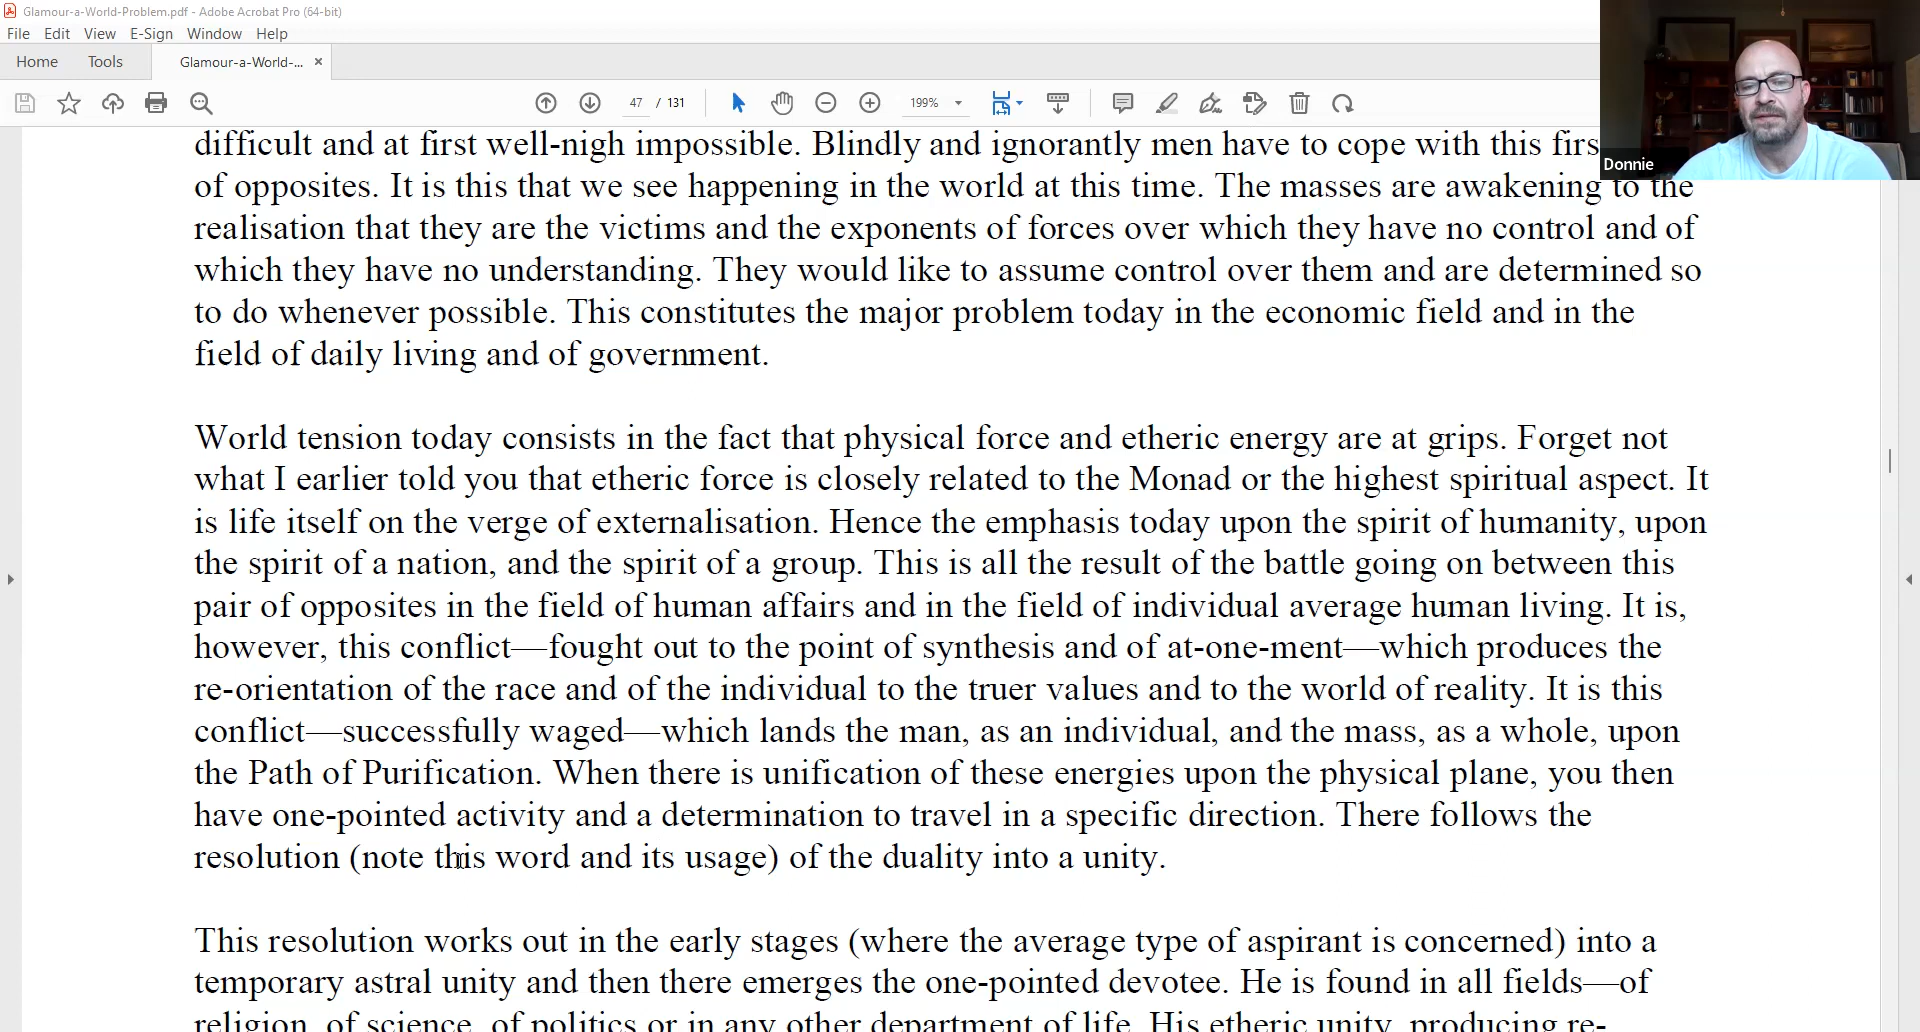 Glamour-a-World-Problem.pdf - Adobe Acrobat Pro (64-bit)
File Edit View E-Sign Window Help
Home Tools Glamour-a-World-... ×
47 / 131 199%
Donnie
difficult and at first well-nigh impossible. Blindly and ignorantly men have to cope with this
of opposites. It is this that we see happening in the world at this time. The masses are awakening to the
realisation that they are the victims and the exponents of forces over which they have no control and of
which they have no understanding. They would like to assume control over them and are determined so
to do whenever possible. This constitutes the major problem today in the economic field and in the
field of daily living and of government.
World tension today consists in the fact that physical force and etheric energy are at grips. Forget not
what I earlier told you that etheric force is closely related to the Monad or the highest spiritual aspect. It
is life itself on the verge of externalisation. Hence the emphasis today upon the spirit of humanity, upon
the spirit of a nation, and the spirit of a group. This is all the result of the battle going on between this
pair of opposites in the field of human affairs and in the field of individual average human living. It is,
however, this conflict—fought out to the point of synthesis and of at-one-ment—which produces the
re-orientation of the race and of the individual to the truer values and to the world of reality. It is this
conflict—successfully waged—which lands the man, as an individual, and the mass, as a whole, upon
the Path of Purification. When there is unification of these energies upon the physical plane, you then
have one-pointed activity and a determination to travel in a specific direction. There follows the
resolution (note this word and its usage) of the duality into a unity.
This resolution works out in the early stages (where the average type of aspirant is concerned) into a
temporary astral unity and then there emerges the one-pointed devotee. He is found in all fields—of
religion, of science, of politics or in any other department of life. His etheric unity, producing re-